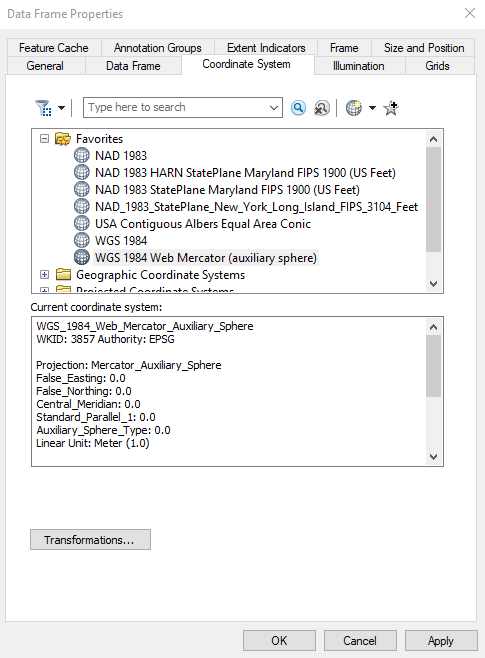 Data Frame Properties
Feature Cache
Annotation Groups
Extent Indicators
Frame
Size and Position
General
Data Frame
Coordinate System
Illumination
Grids
Type here to search
Favorites
NAD 1983
NAD 1983 HARN StatePlane Maryland FIPS 1900 (US Feet)
NAD 1983 StatePlane Maryland FIPS 1900 (US Feet)
NAD_1983_StatePlane_New_York_Long_Island_FIPS_3104_Feet
USA Contiguous Albers Equal Area Conic
WGS 1984
WGS 1984 Web Mercator (auxiliary sphere)
Geographic Coordinate Systems
Projected Coordinate Systems
Current coordinate system:
WGS_1984_Web_Mercator_Auxiliary_Sphere
WKID: 3857 Authority: EPSG
Projection: Mercator_Auxiliary_Sphere
False_Easting: 0.0
False_Northing: 0.0
Central_Meridian: 0.0
Standard_Parallel_1: 0.0
Auxiliary_Sphere_Type: 0.0
Linear Unit: Meter (1.0)
Transformations...
OK
Cancel
Apply